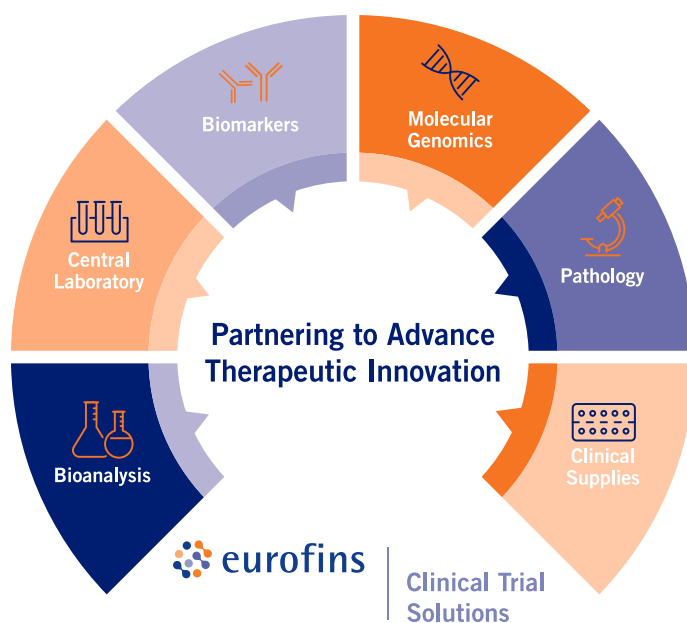 Biomarkers
Molecular
Genomics
Central
Laboratory
Pathology
Partnering to Advance
Therapeutic Innovation
Bioanalysis
Clinical
Supplies
eurofins
Clinical Trial
Solutions